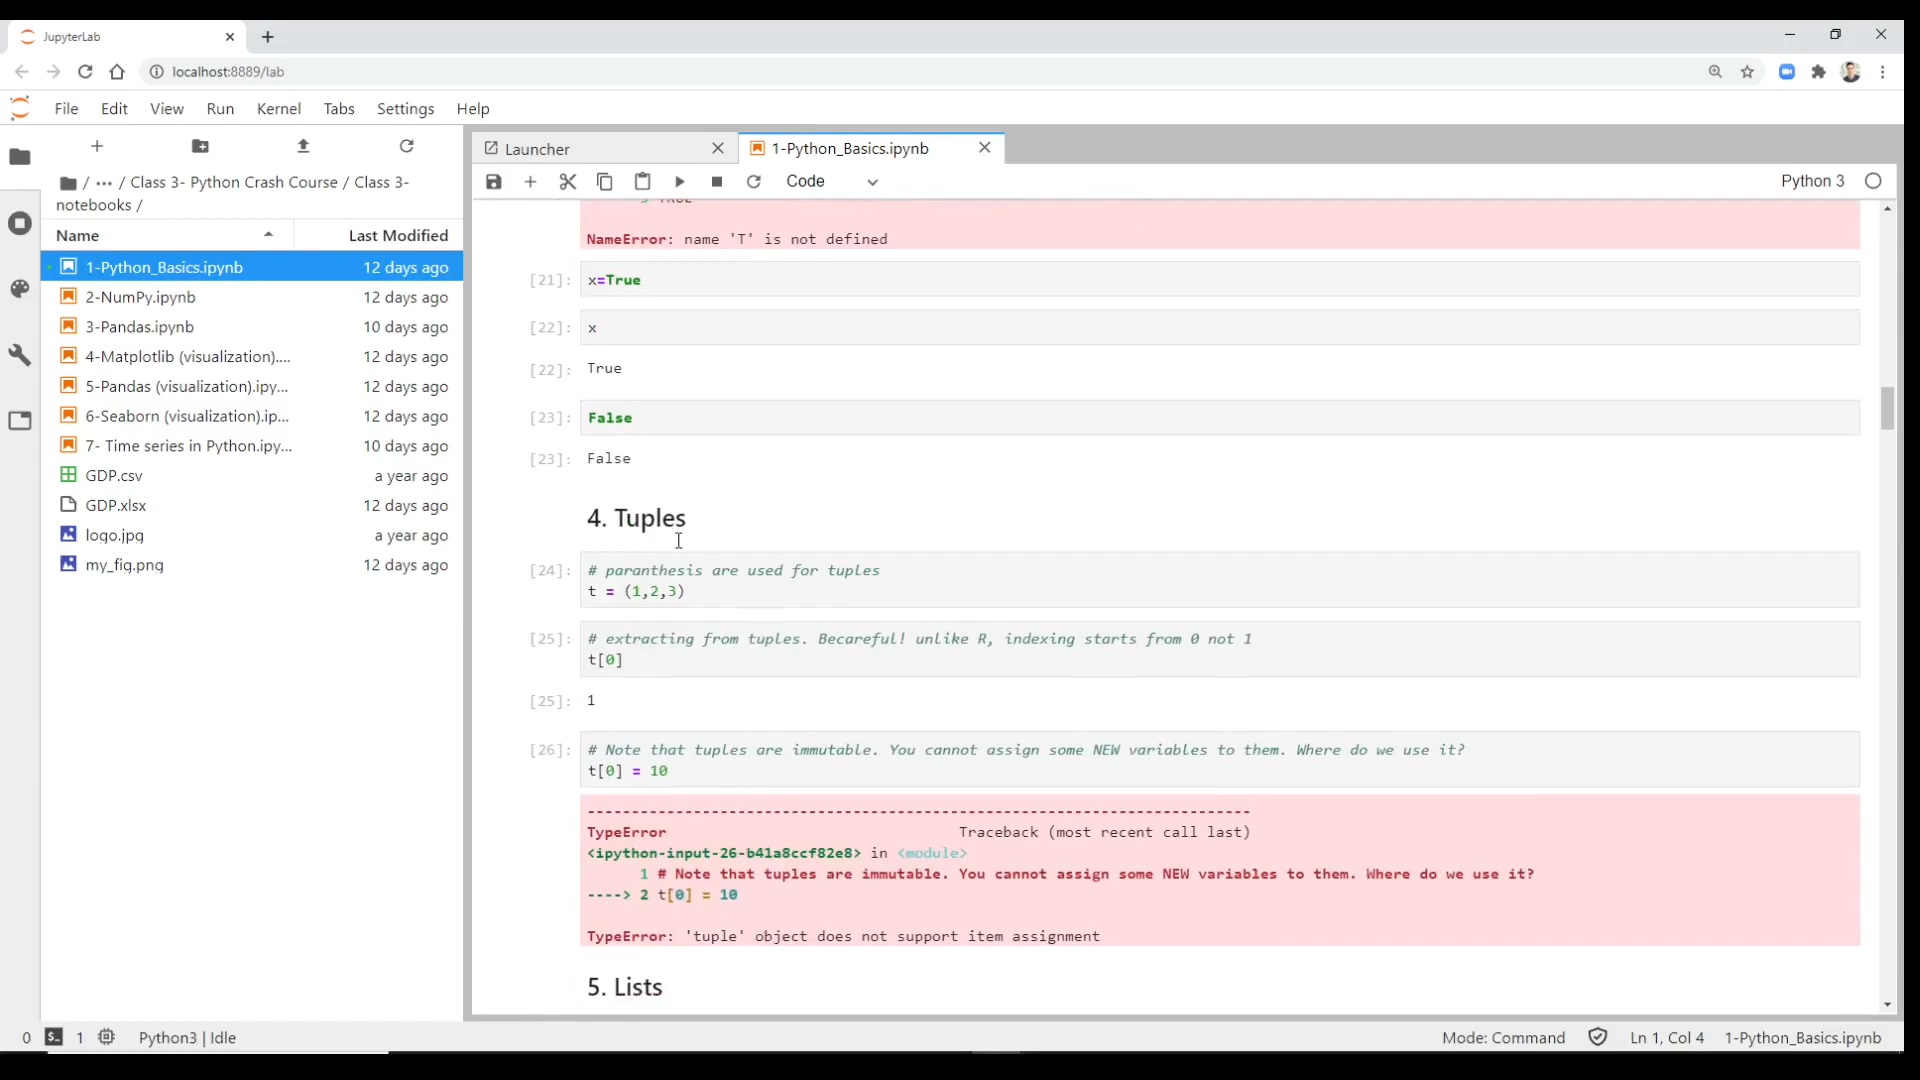 JupyterLab
localhost:8889/lab
File Edit View Run Kernel Tabs Settings Help
/ ··· / Class 3- Python Crash Course / Class 3-
notebooks /
Name Last Modified
1-Python_Basics.ipynb 12 days ago
2-NumPy.ipynb 12 days ago
3-Pandas.ipynb 10 days ago
4-Matplotlib (visualization).... 12 days ago
5-Pandas (visualization).ipy... 12 days ago
6-Seaborn (visualization).ip... 12 days ago
7- Time series in Python.ipy... 10 days ago
GDP.csv a year ago
GDP.xlsx 12 days ago
logo.jpg a year ago
my_fig.png 12 days ago
Launcher 1-Python_Basics.ipynb
Code Python 3
NameError: name 'T' is not defined
[21]: x=True
[22]: x
[22]: True
[23]: False
[23]: False
4. Tuples
[24]: # paranthesis are used for tuples
t = (1,2,3)
[25]: # extracting from tuples. Becareful! unlike R, indexing starts from 0 not 1
t[0]
[25]: 1
[26]: # Note that tuples are immutable. You cannot assign some NEW variables to them. Where do we use it?
t[0] = 10
---------------------------------------------------------------------------
TypeError Traceback (most recent call last)
<ipython-input-26-b41a8ccf82e8> in <module>
1 # Note that tuples are immutable. You cannot assign some NEW variables to them. Where do we use it?
----> 2 t[0] = 10
TypeError: 'tuple' object does not support item assignment
5. Lists
0 1 Python3 | Idle Mode: Command Ln 1, Col 4 1-Python_Basics.ipynb